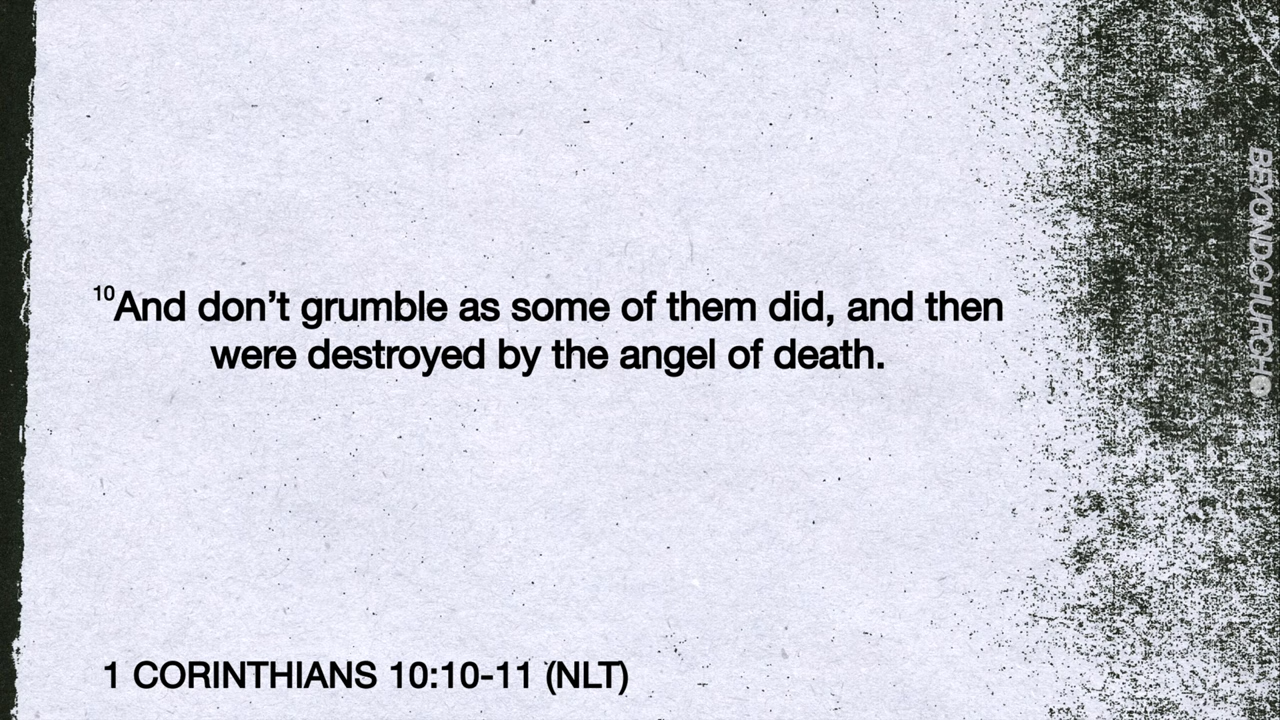 10And don’t grumble as some of them did, and then
were destroyed by the angel of death.
1 CORINTHIANS 10:10-11 (NLT)
BEYONDCHURCH